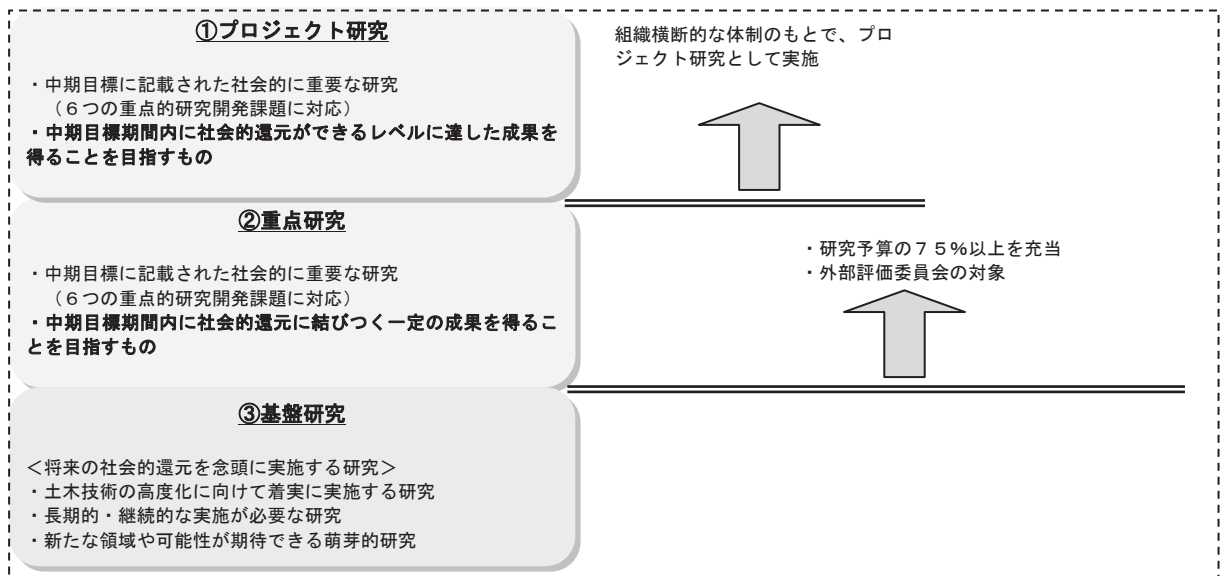 ①プロジェクト研究
・中期目標に記載された社会的に重要な研究
（６つの重点的研究開発課題に対応）
・中期目標期間内に社会的還元ができるレベルに達した成果を
得ることを目指すもの
組織横断的な体制のもとで、プロ
ジェクト研究として実施
②重点研究
・中期目標に記載された社会的に重要な研究
（６つの重点的研究開発課題に対応）
・中期目標期間内に社会的還元に結びつく一定の成果を得るこ
とを目指すもの
・研究予算の７５%以上を充当
・外部評価委員会の対象
③基盤研究
＜将来の社会的還元を念頭に実施する研究＞
・土木技術の高度化に向けて着実に実施する研究
・長期的・継続的な実施が必要な研究
・新たな領域や可能性が期待できる萌芽的研究